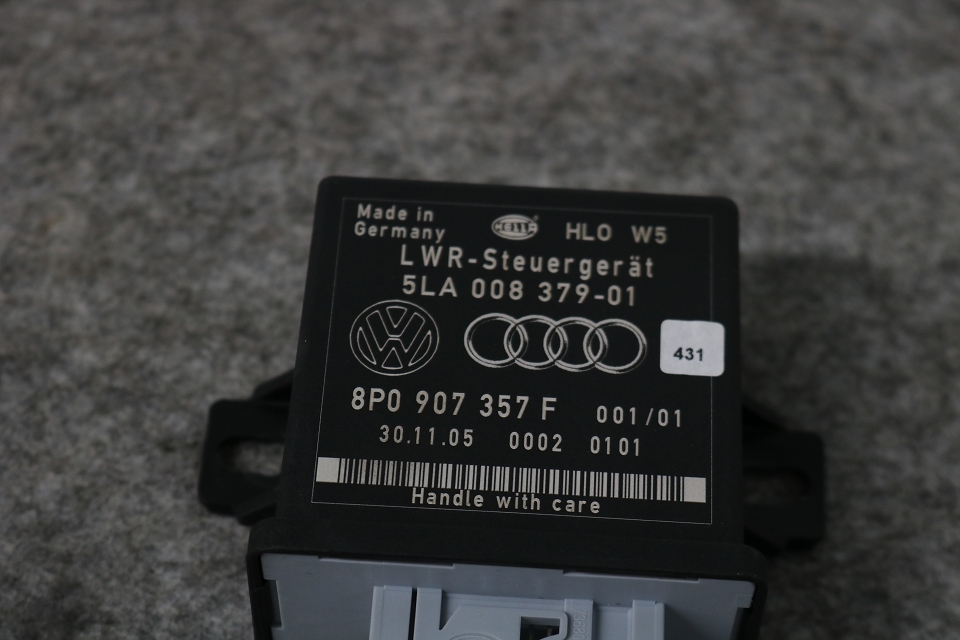 Made in
Germany
HELLA HLO W5
LWR-Steuergerät
5LA 008 379-01
431
8P0 907 357 F 001/01
30.11.05 0002 0101
Handle with care